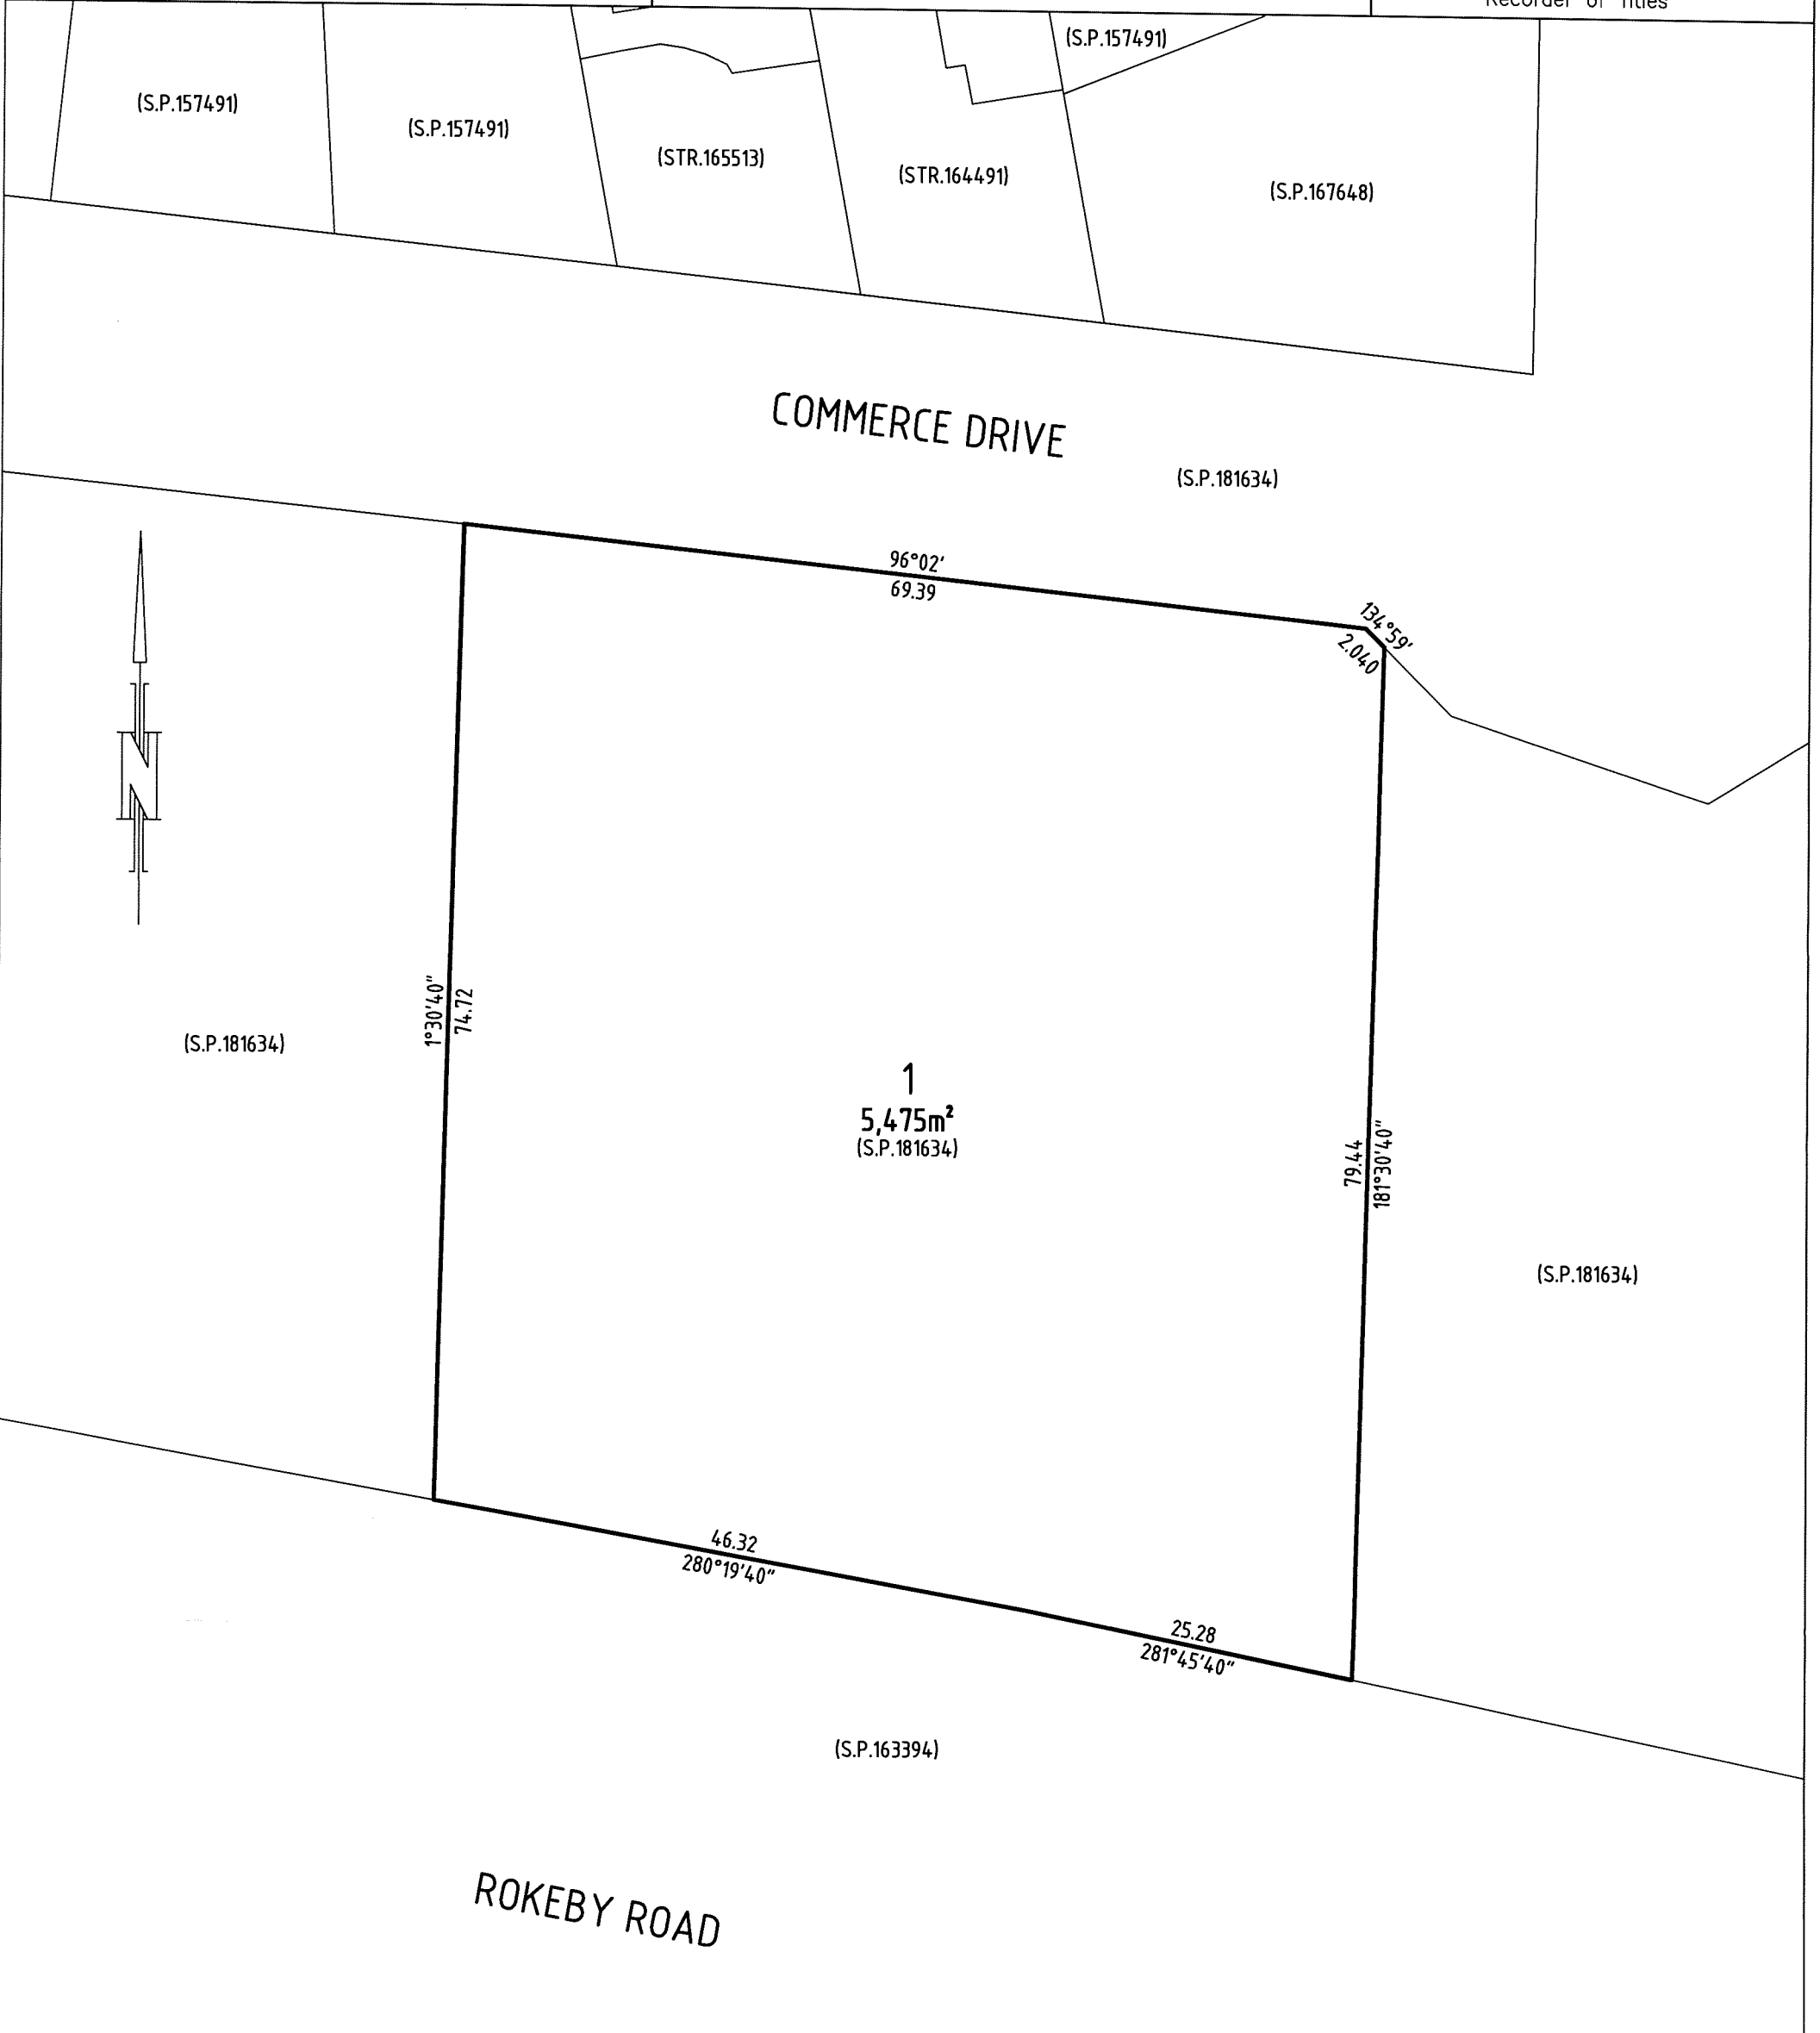 Recorder of Titles
(S.P.157491)
(S.P.157491)
(S.P.157491)
(STR.165513)
(STR.164491)
(S.P.167648)
COMMERCE DRIVE
(S.P.181634)
96°02'
69.39
134°59'
2.040
N
1°30'40"
74.72
(S.P.181634)
1
5,475m²
(S.P.181634)
79.44
181°30'40"
(S.P.181634)
46.32
280°19'40"
25.28
281°45'40"
(S.P.163394)
ROKEBY ROAD